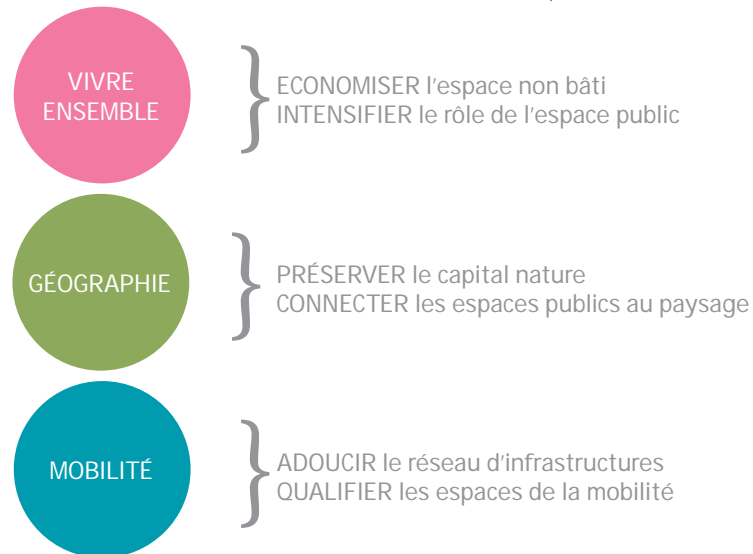 VIVRE
ENSEMBLE
ECONOMISER l'espace non bâti
INTENSIFIER le rôle de l'espace public
GÉOGRAPHIE
PRÉSERVER le capital nature
CONNECTER les espaces publics au paysage
MOBILITÉ
ADOUCIR le réseau d'infrastructures
QUALIFIER les espaces de la mobilité